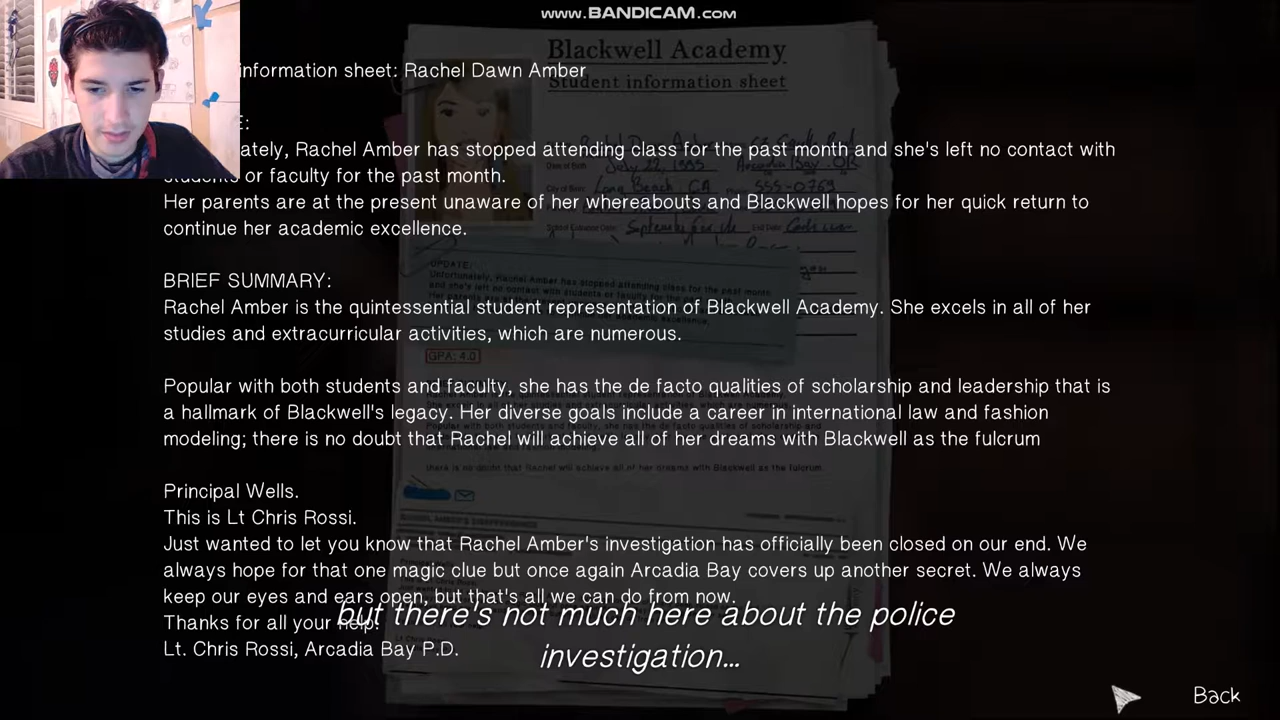 www.BANDICAM.com
Blackwell Academy
Student information sheet
information sheet: Rachel Dawn Amber
E:
ately, Rachel Amber has stopped attending class for the past month and she's left no contact with
students or faculty for the past month.
Her parents are at the present unaware of her whereabouts and Blackwell hopes for her quick return to
continue her academic excellence.
BRIEF SUMMARY:
Rachel Amber is the quintessential student representation of Blackwell Academy. She excels in all of her
studies and extracurricular activities, which are numerous.
GPA: 4.0
Popular with both students and faculty, she has the de facto qualities of scholarship and leadership that is
a hallmark of Blackwell's legacy. Her diverse goals include a career in international law and fashion
modeling; there is no doubt that Rachel will achieve all of her dreams with Blackwell as the fulcrum
Principal Wells.
This is Lt Chris Rossi.
Just wanted to let you know that Rachel Amber's investigation has officially been closed on our end. We
always hope for that one magic clue but once again Arcadia Bay covers up another secret. We always
keep our eyes and ears open, but that's all we can do from now.
Thanks for all your help.
Lt. Chris Rossi, Arcadia Bay P.D.
but there's not much here about the police
investigation...
Back